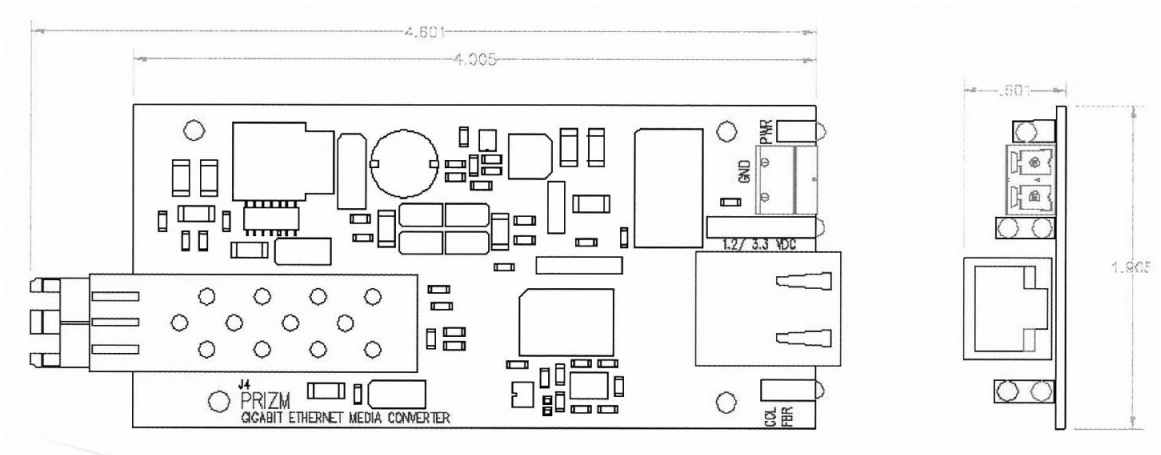 4.601
4.005
.601
PWR
GND
1.2/ 3.3 VDC
1.905
J4
PRIZM
GIGABIT ETHERNET MEDIA CONVERTER
COL
FBR